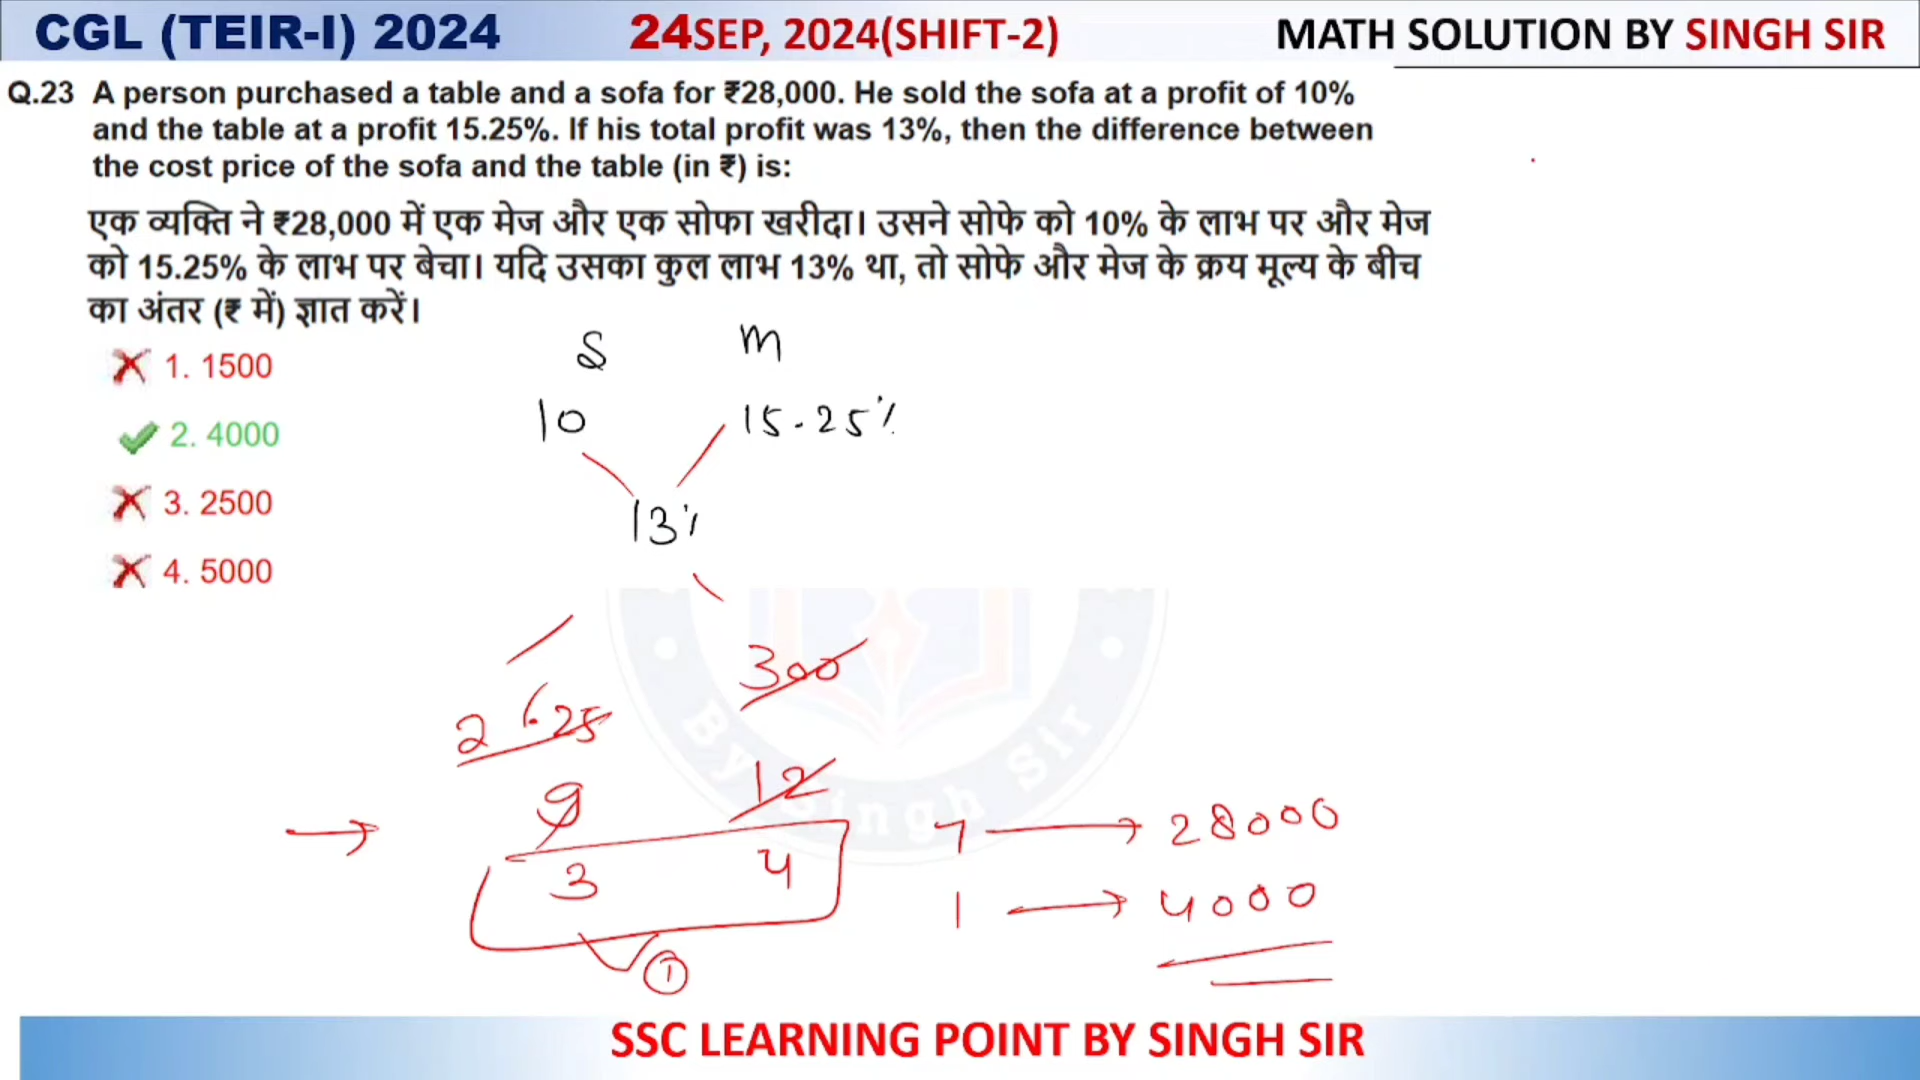 CGL (TEIR-I) 2024 24SEP, 2024(SHIFT-2) MATH SOLUTION BY SINGH SIR
Q.23 A person purchased a table and a sofa for ₹28,000. He sold the sofa at a profit of 10%
and the table at a profit 15.25%. If his total profit was 13%, then the difference between
the cost price of the sofa and the table (in ₹) is:
एक व्यक्ति ने ₹28,000 में एक मेज और एक सोफा खरीदा। उसने सोफे को 10% के लाभ पर और मेज
को 15.25% के लाभ पर बेचा। यदि उसका कुल लाभ 13% था, तो सोफे और मेज के क्रय मूल्य के बीच
का अंतर (₹ में) ज्ञात करें।
S m
1. 1500
10 15.25%
2. 4000
3. 2500
13%
4. 5000
300
2.625
By Singh Sir
9 12
7 → 28000
3 4
1 → 4000
1
SSC LEARNING POINT BY SINGH SIR